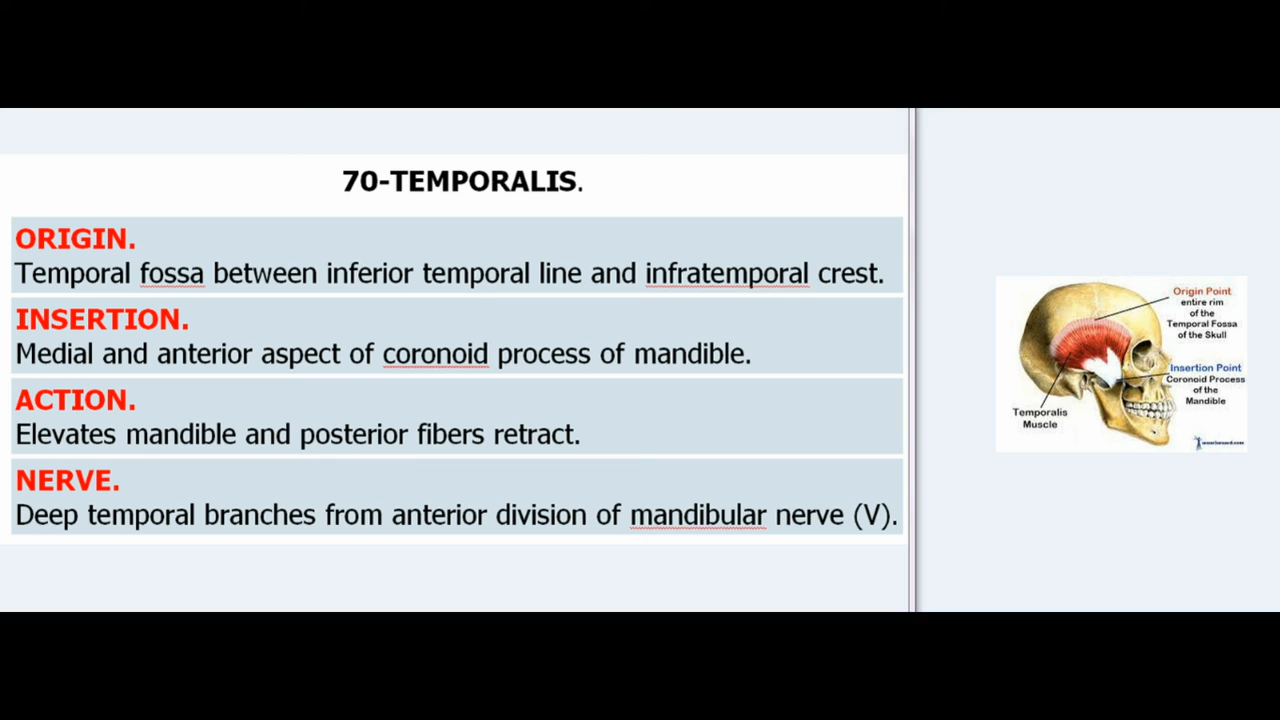 70-TEMPORALIS.
ORIGIN.
Temporal fossa between inferior temporal line and infratemporal crest.
INSERTION.
Medial and anterior aspect of coronoid process of mandible.
ACTION.
Elevates mandible and posterior fibers retract.
NERVE.
Deep temporal branches from anterior division of mandibular nerve (V).
Origin Point
entire rim
of the
Temporal Fossa
of the Skull
Insertion Point
Coronoid Process
of the
Mandible
Temporalis
Muscle